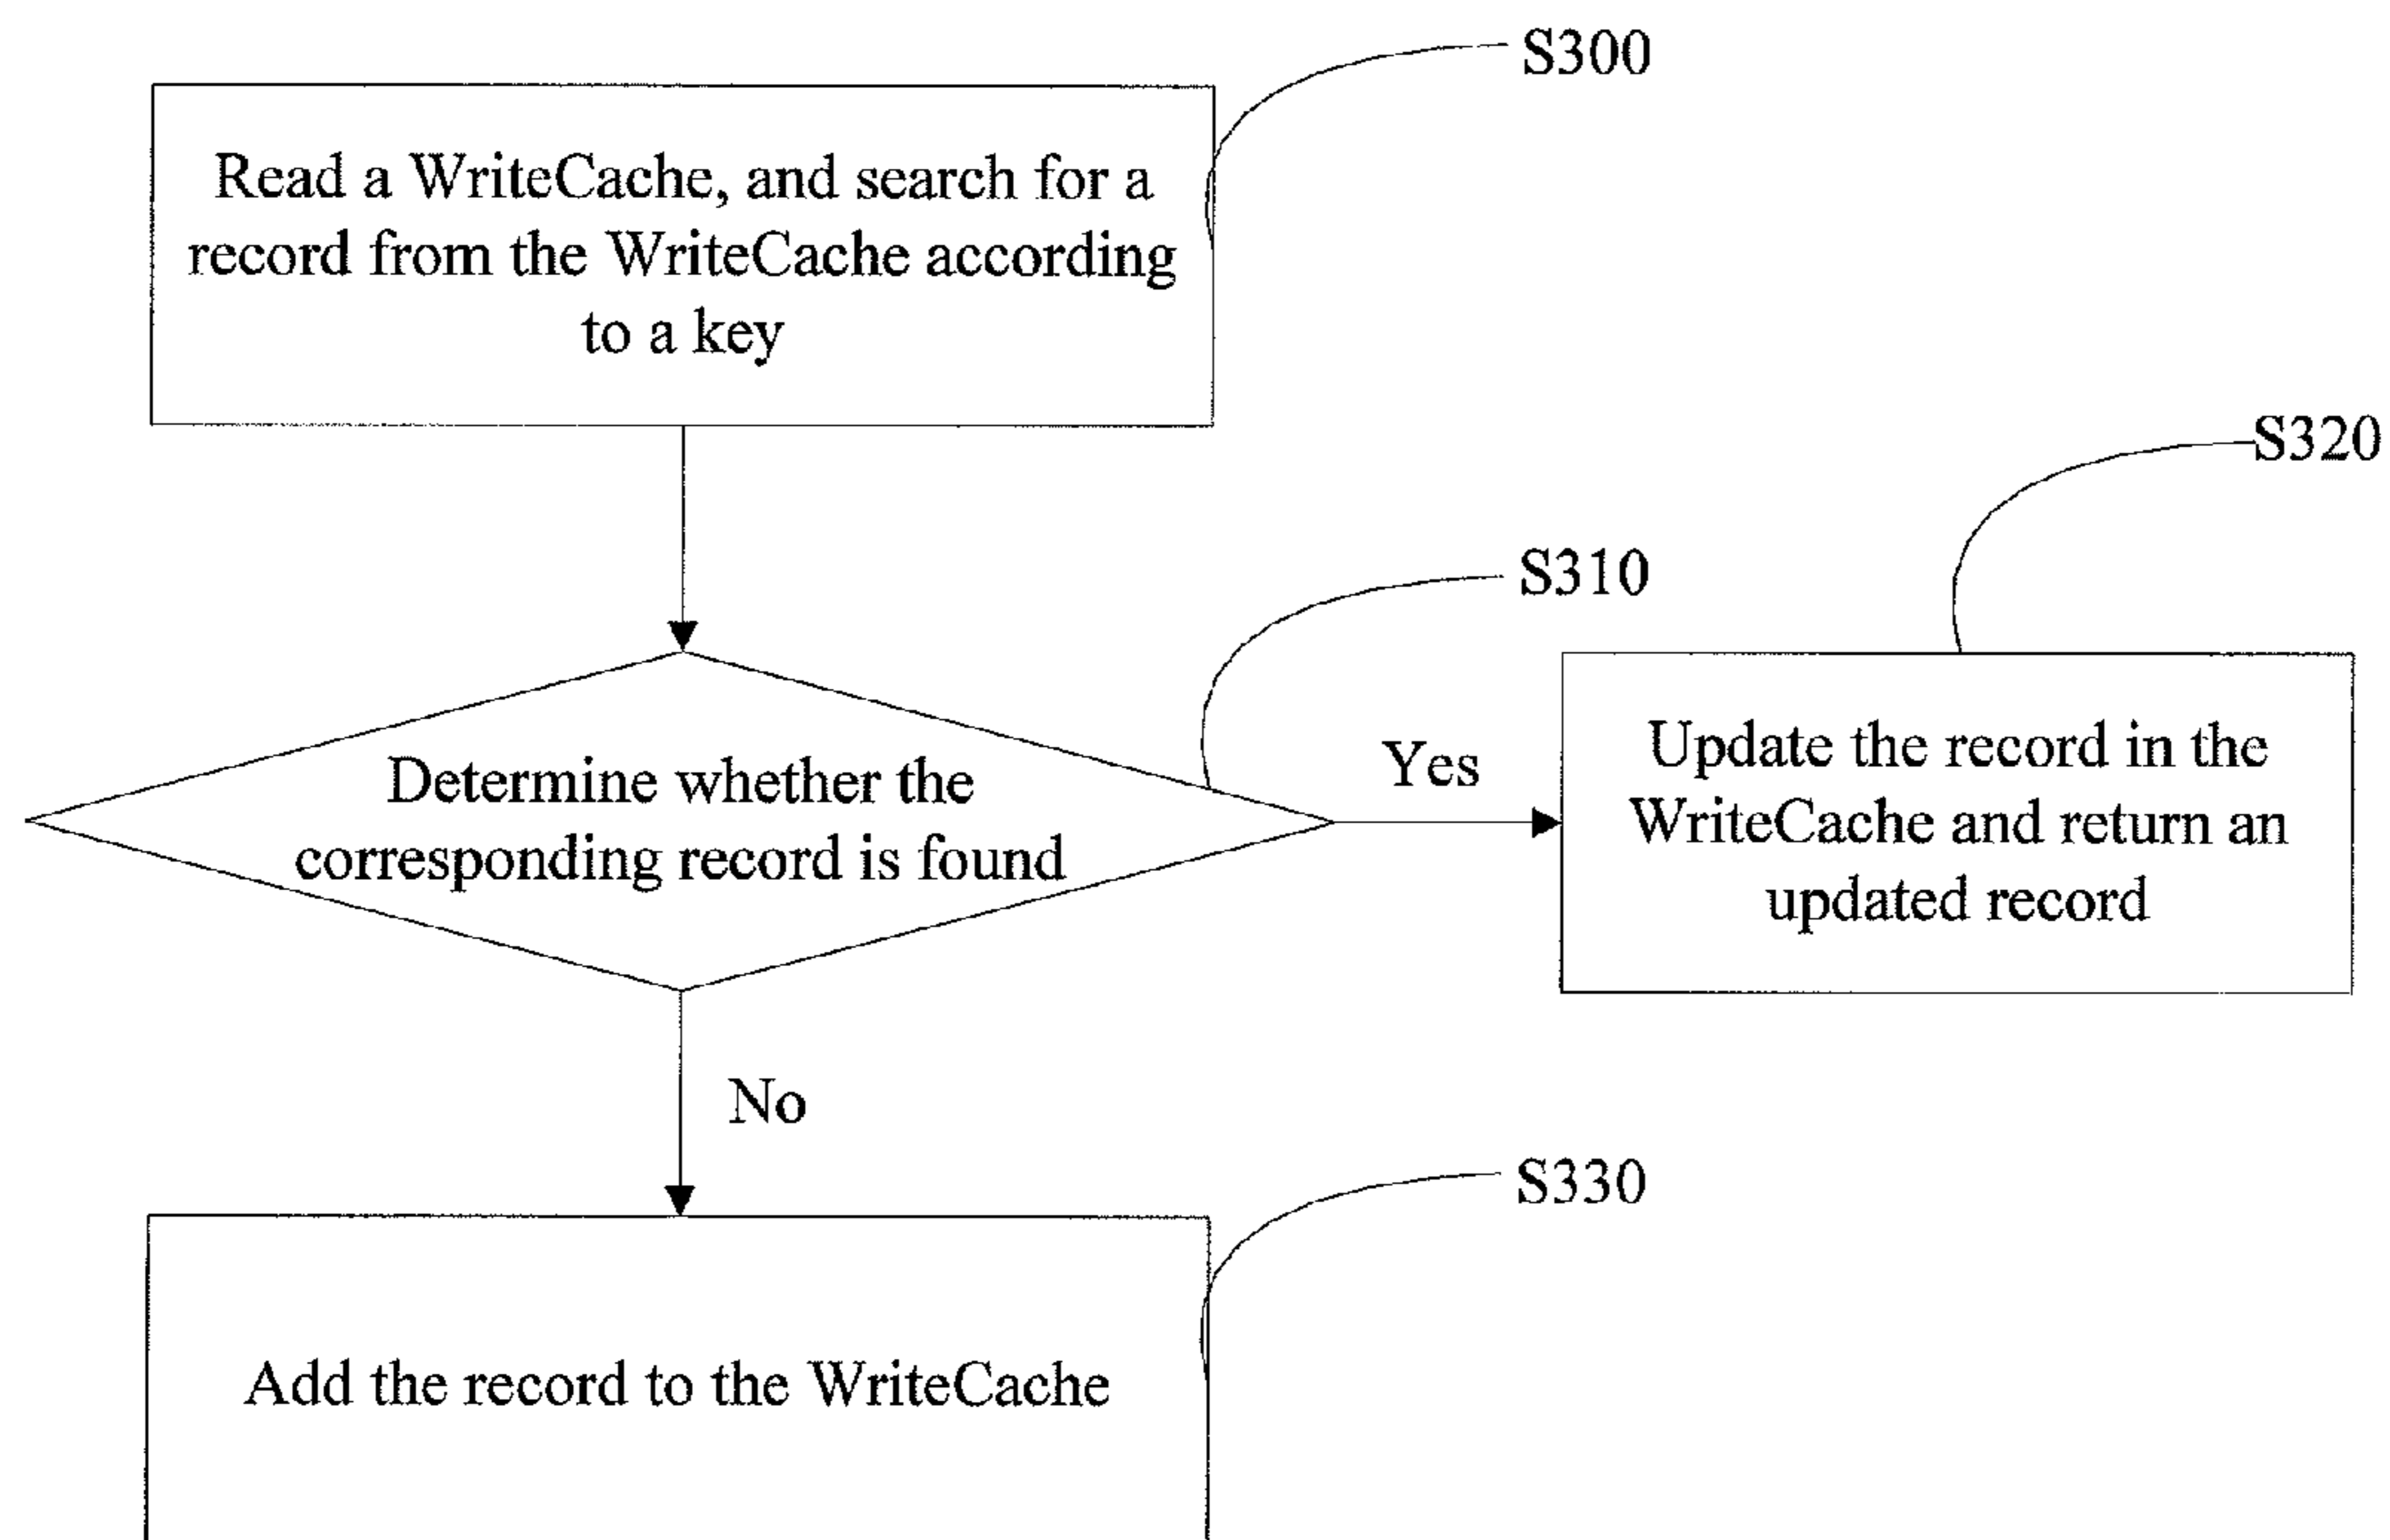 S300
Read a WriteCache, and search for a
record from the WriteCache according
to a key
S320
S310
Determine whether the
corresponding record is found
Yes
Update the record in the
WriteCache and return an
updated record
No
S330
Add the record to the WriteCache